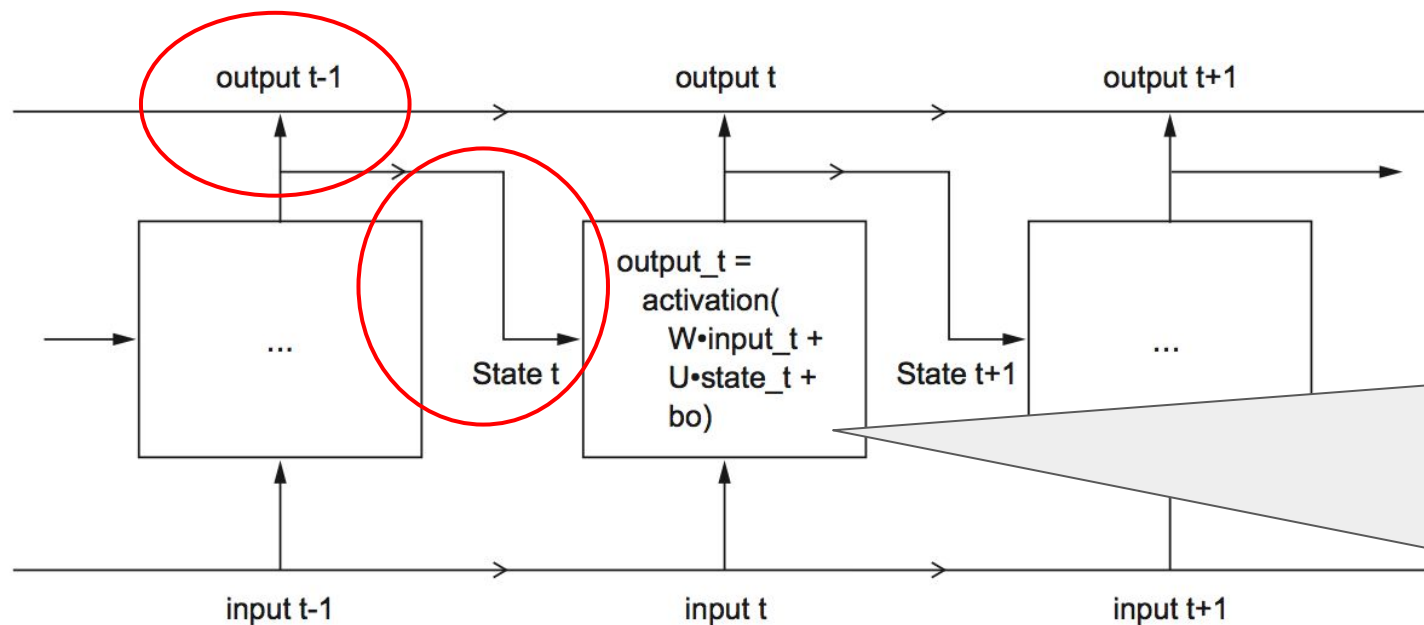 output t-1
output t
output t+1
...
output_t =
activation(
W•input_t +
U•state_t +
bo)
...
State t
State t+1
input t-1
input t
input t+1